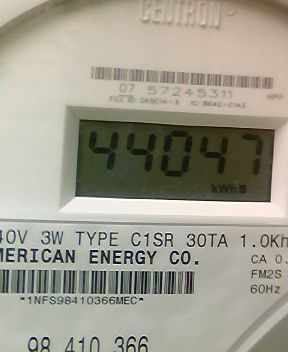 CENTRON®
07 57245311
44047
kWh
40V 3W TYPE C1SR 30TA 1.0Kh
MERICAN ENERGY CO.
CA 0.
FM2S
*1NFS98410366MEC*
60Hz
98 410 366